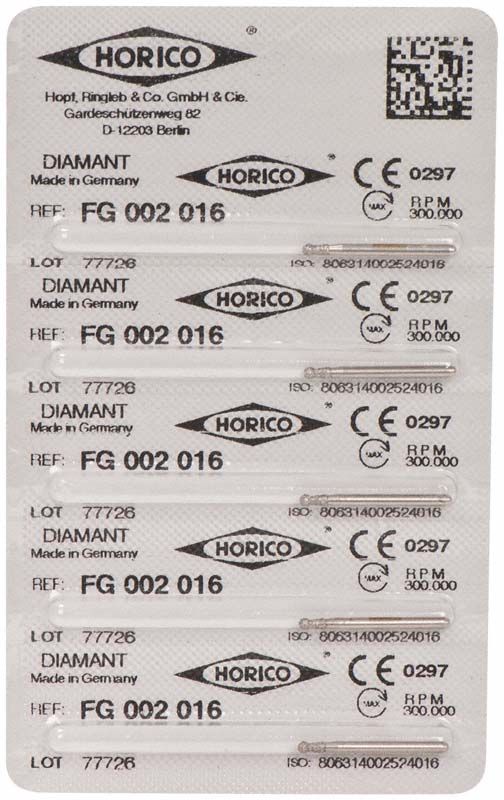 HORICO ®
Hopf, Ringleb & Co. GmbH & Cie.
Gardeschützenweg 82
D-12203 Berlin
DIAMANT HORICO ® CE 0297
Made in Germany
MAX RPM
REF: FG 002 016 300.000
LOT 77726 ISO: 806314002524016
DIAMANT HORICO ® CE 0297
Made in Germany
MAX RPM
REF: FG 002 016 300.000
LOT 77726 ISO: 806314002524016
DIAMANT HORICO ® CE 0297
Made in Germany
MAX RPM
REF: FG 002 016 300.000
LOT 77726 ISO: 806314002524016
DIAMANT HORICO ® CE 0297
Made in Germany
MAX RPM
REF: FG 002 016 300.000
LOT 77726 ISO: 806314002524016
DIAMANT HORICO ® CE 0297
Made in Germany
MAX RPM
REF: FG 002 016 300.000
LOT 77726 ISO: 806314002524016